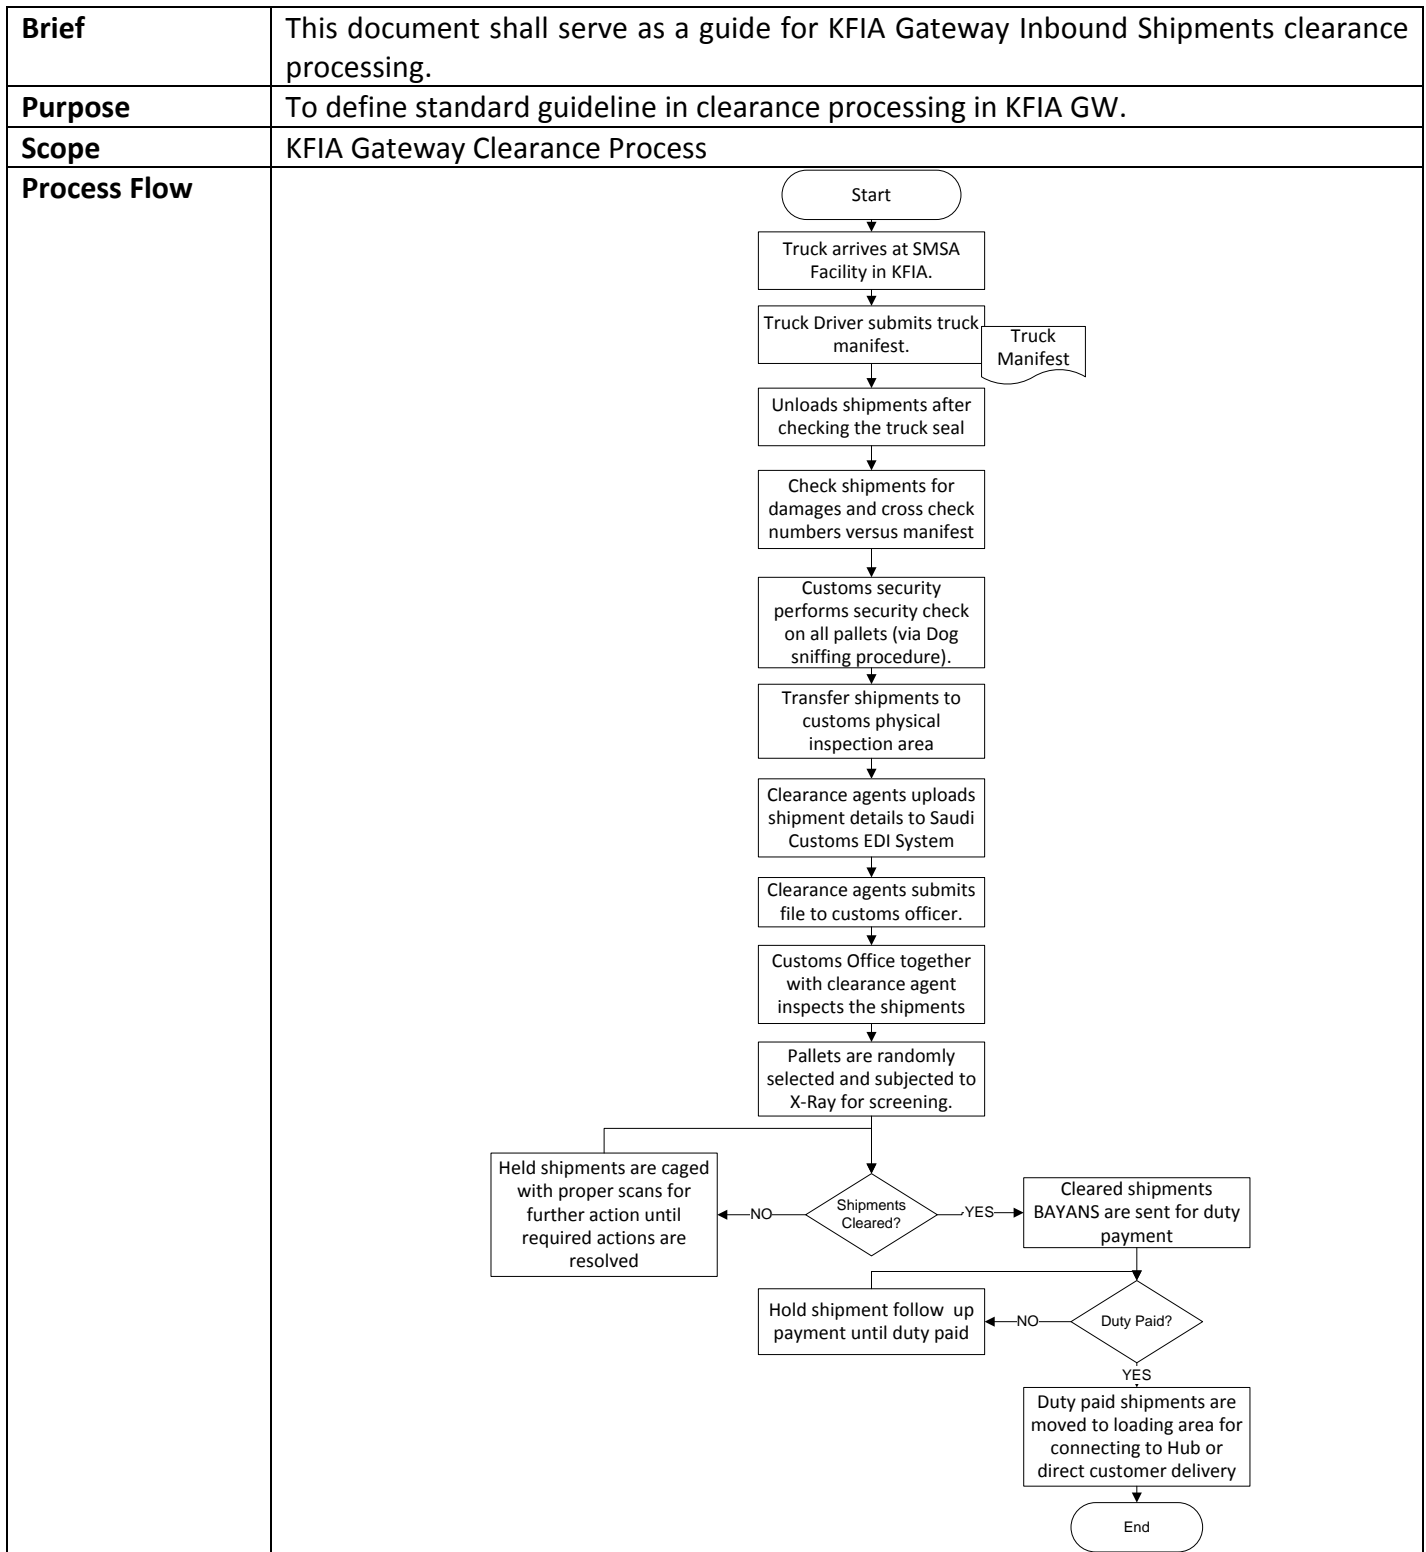 Brief
This document shall serve as a guide for KFIA Gateway Inbound Shipments clearance
processing.
Purpose
To define standard guideline in clearance processing in KFIA GW.
Scope
KFIA Gateway Clearance Process
Process Flow
Start
Truck arrives at SMSA
Facility in KFIA.
Truck Driver submits truck
manifest.
Truck
Manifest
Unloads shipments after
checking the truck seal
Check shipments for
damages and cross check
numbers versus manifest
Customs security
performs security check
on all pallets (via Dog
sniffing procedure).
Transfer shipments to
customs physical
inspection area
Clearance agents uploads
shipment details to Saudi
Customs EDI System
Clearance agents submits
file to customs officer.
Customs Office together
with clearance agent
inspects the shipments
Pallets are randomly
selected and subjected to
X-Ray for screening.
Held shipments are caged
with proper scans for
further action until
required actions are
resolved
NO
Shipments
Cleared?
YES
Cleared shipments
BAYANS are sent for duty
payment
Hold shipment follow  up
payment until duty paid
NO
Duty Paid?
YES
Duty paid shipments are
moved to loading area for
connecting to Hub or
direct customer delivery
End